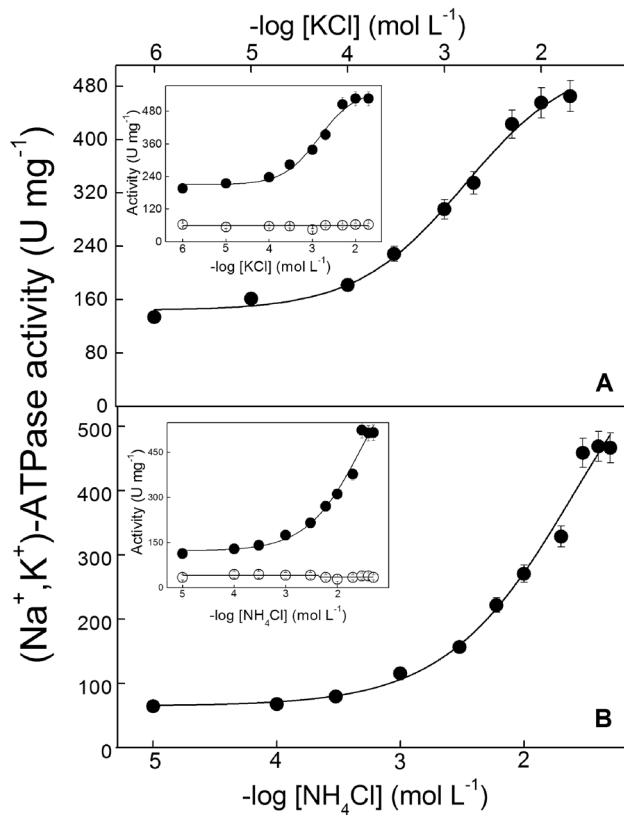 -log [KCl] (mol L⁻¹)
6 5 4 3 2
(Na⁺,K⁺)-ATPase activity (U mg⁻¹)
480
400
320
240
160
80
0
Activity (U mg⁻¹)
480
360
240
120
0
6 5 4 3 2
-log [KCl] (mol L⁻¹)
A
500
400
300
200
100
0
Activity (U mg⁻¹)
450
300
150
0
5 4 3 2
-log [NH₄Cl] (mol L⁻¹)
B
5 4 3 2
-log [NH₄Cl] (mol L⁻¹)